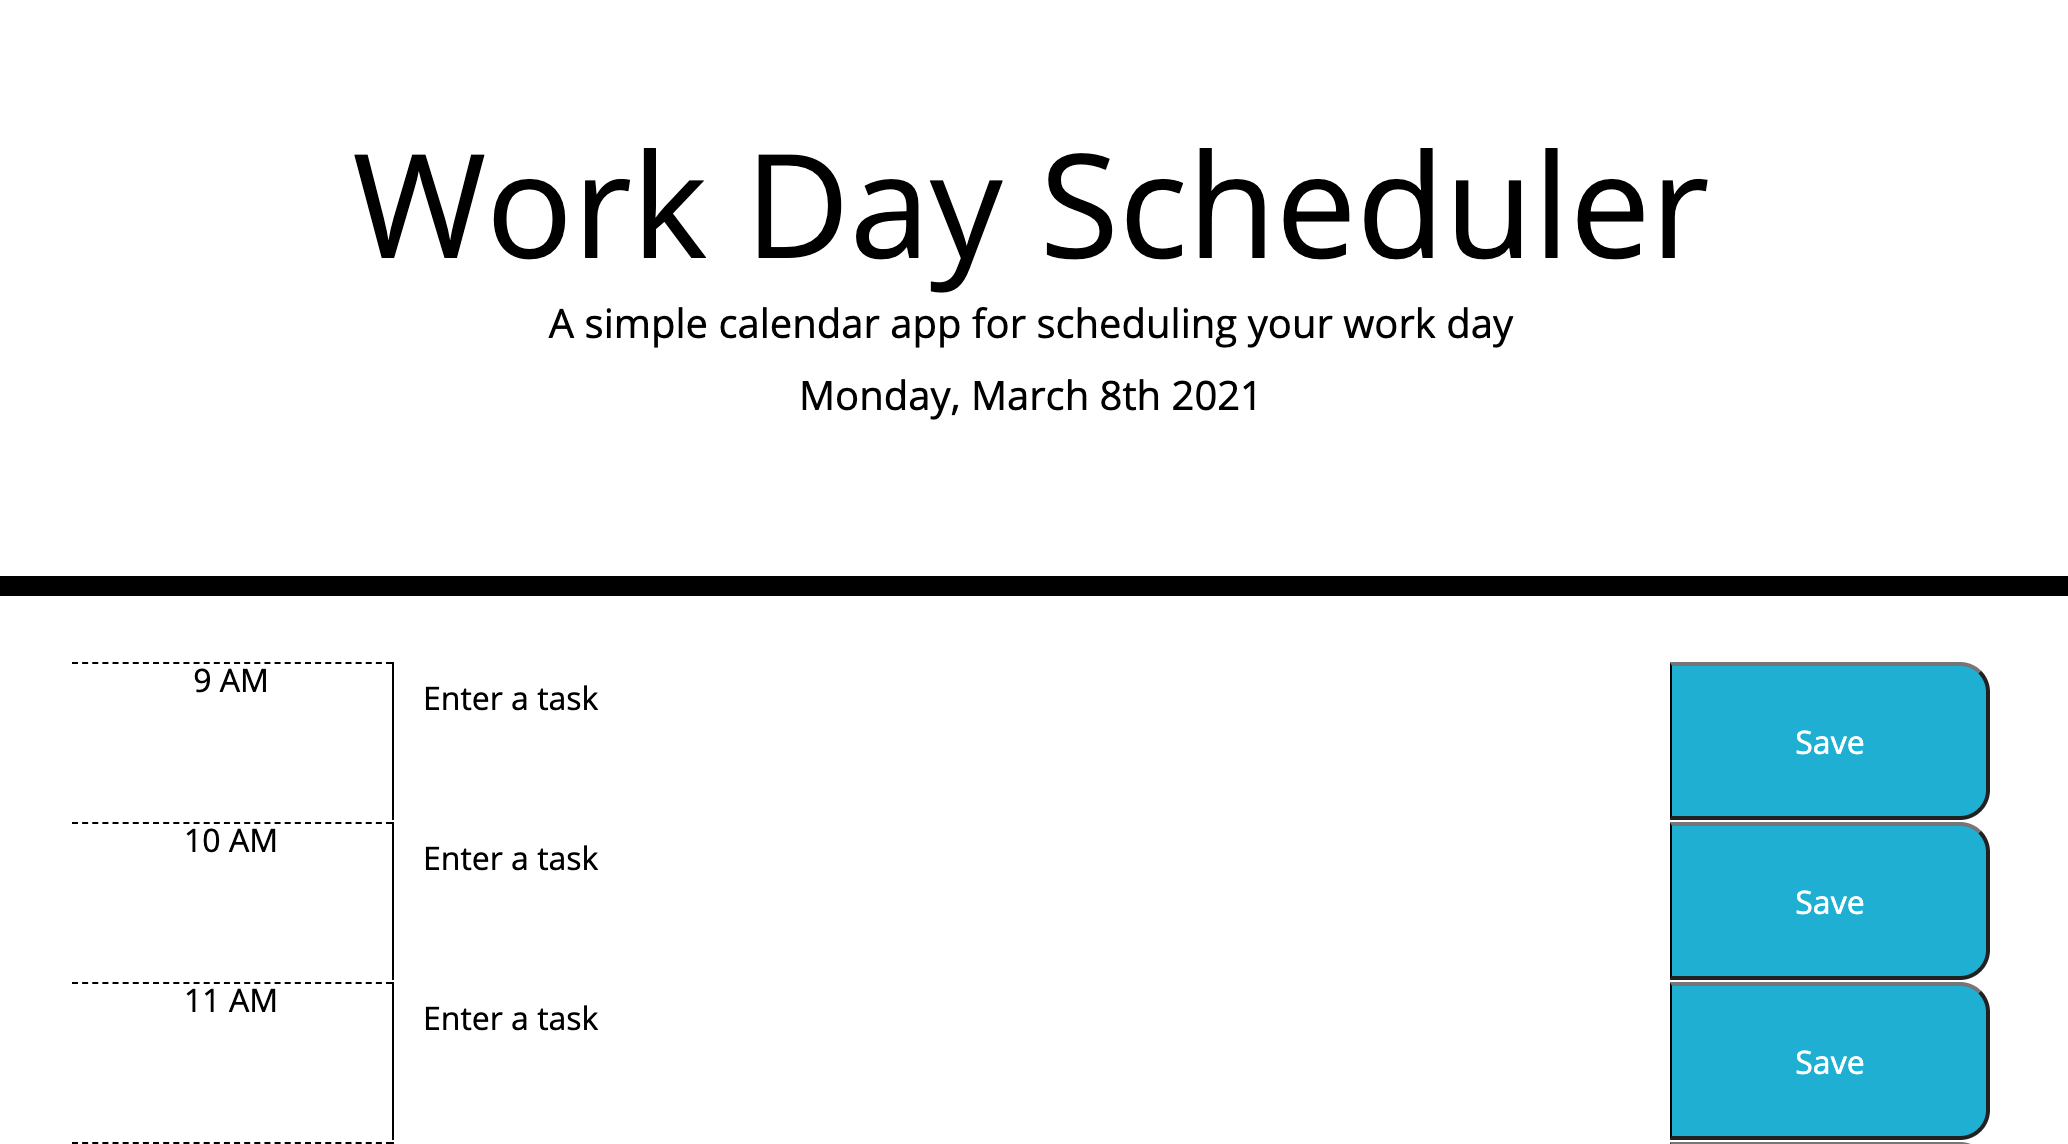 Work Day Scheduler
A simple calendar app for scheduling your work day
Monday, March 8th 2021
9 AM
Enter a task
Save
10 AM
Enter a task
Save
11 AM
Enter a task
Save